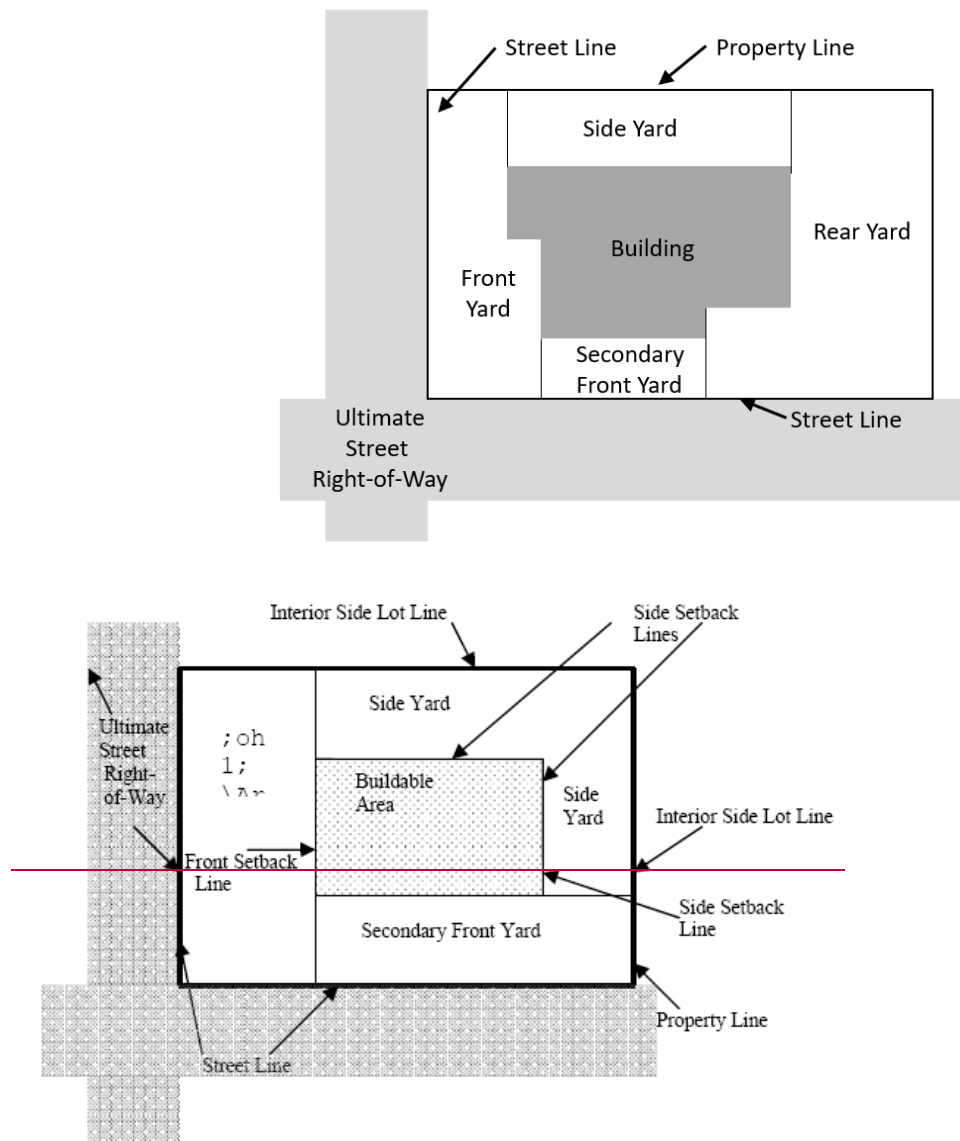 Street Line
Property Line
Side Yard
Building
Rear Yard
Front
Yard
Secondary
Front Yard
Street Line
Ultimate
Street
Right-of-Way
Interior Side Lot Line
Side Setback
Lines
Side Yard
Ultimate
Street
Right-
of-Way
;oh
1;
Buildable
Area
Side
Yard
Interior Side Lot Line
Front Setback
Line
Side Setback
Line
Secondary Front Yard
Property Line
Street Line